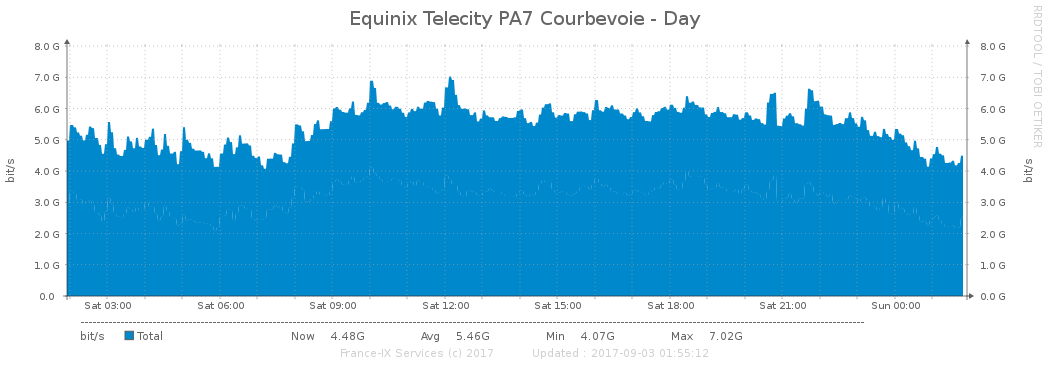 Equinix Telecity PA7 Courbevoie - Day
RRDTOOL / TOBI OETIKER
8.0 G 8.0 G
7.0 G 7.0 G
6.0 G 6.0 G
5.0 G 5.0 G
4.0 G 4.0 G
3.0 G 3.0 G
2.0 G 2.0 G
1.0 G 1.0 G
0.0 0.0 G
bit/s bit/s
Sat 03:00 Sat 06:00 Sat 09:00 Sat 12:00 Sat 15:00 Sat 18:00 Sat 21:00 Sun 00:00
bit/s Total Now 4.48G Avg 5.46G Min 4.07G Max 7.02G
France-IX Services (c) 2017 Updated : 2017-09-03 01:55:12